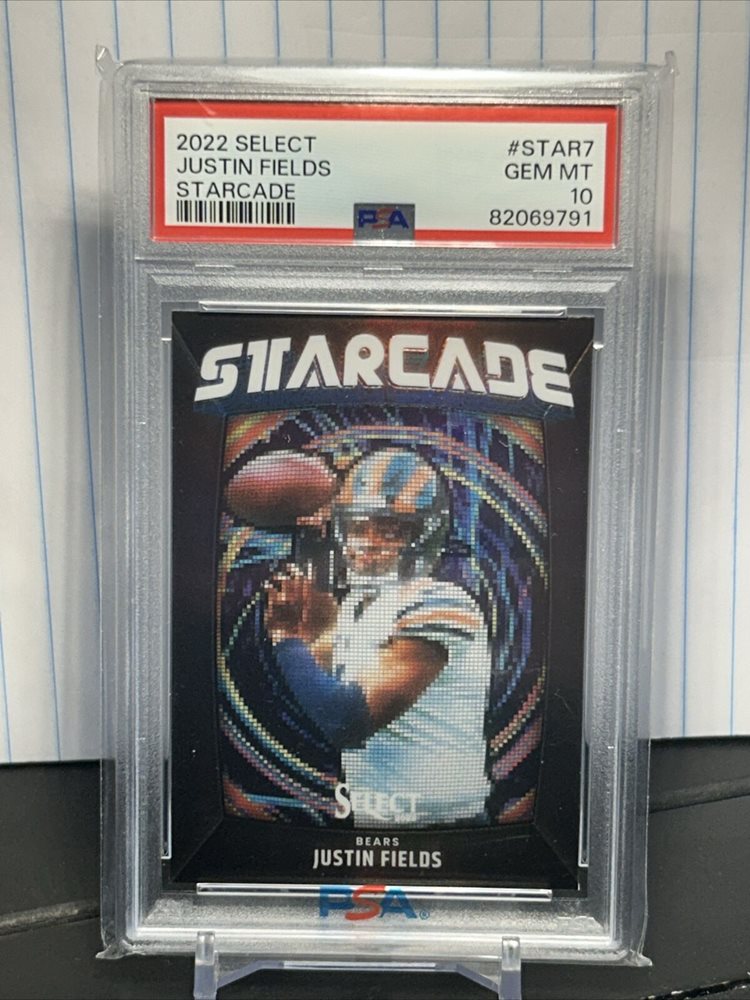 2022 SELECT #STAR7
JUSTIN FIELDS GEM MT
STARCADE 10
PSA 82069791
STARCADE
SELECT
BEARS
JUSTIN FIELDS
PSA®